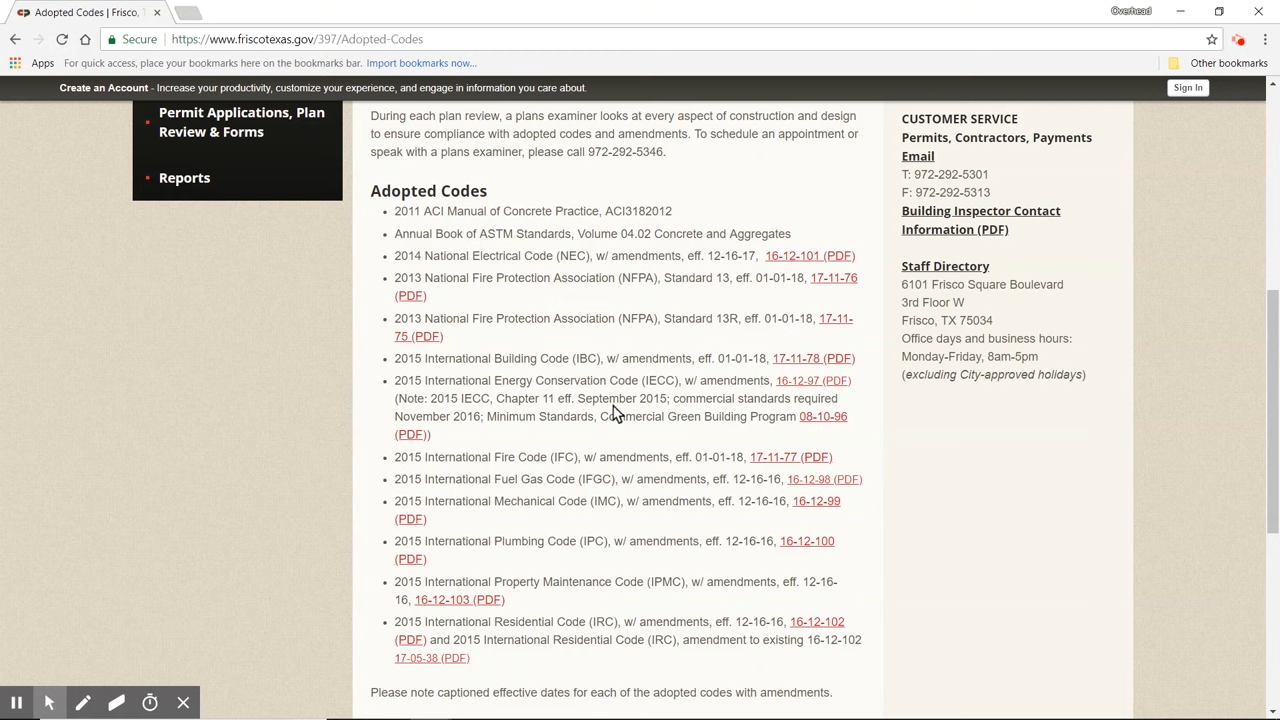 Adopted Codes | Frisco,
Overhead
Secure
https://www.friscotexas.gov/397/Adopted-Codes
Apps
For quick access, place your bookmarks here on the bookmarks bar. Import bookmarks now...
Other bookmarks
Create an Account - Increase your productivity, customize your experience, and engage in information you care about.
Sign In
Permit Applications, Plan
Review & Forms
Reports
During each plan review, a plans examiner looks at every aspect of construction and design
to ensure compliance with adopted codes and amendments. To schedule an appointment or
speak with a plans examiner, please call 972-292-5346.
Adopted Codes
2011 ACI Manual of Concrete Practice, ACI3182012
Annual Book of ASTM Standards, Volume 04.02 Concrete and Aggregates
2014 National Electrical Code (NEC), w/ amendments, eff. 12-16-17, 16-12-101 (PDF)
2013 National Fire Protection Association (NFPA), Standard 13, eff. 01-01-18, 17-11-76
(PDF)
2013 National Fire Protection Association (NFPA), Standard 13R, eff. 01-01-18, 17-11-
75 (PDF)
2015 International Building Code (IBC), w/ amendments, eff. 01-01-18, 17-11-78 (PDF)
2015 International Energy Conservation Code (IECC), w/ amendments, 16-12-97 (PDF)
(Note: 2015 IECC, Chapter 11 eff. September 2015; commercial standards required
November 2016; Minimum Standards, Commercial Green Building Program 08-10-96
(PDF))
2015 International Fire Code (IFC), w/ amendments, eff. 01-01-18, 17-11-77 (PDF)
2015 International Fuel Gas Code (IFGC), w/ amendments, eff. 12-16-16, 16-12-98 (PDF)
2015 International Mechanical Code (IMC), w/ amendments, eff. 12-16-16, 16-12-99
(PDF)
2015 International Plumbing Code (IPC), w/ amendments, eff. 12-16-16, 16-12-100
(PDF)
2015 International Property Maintenance Code (IPMC), w/ amendments, eff. 12-16-
16, 16-12-103 (PDF)
2015 International Residential Code (IRC), w/ amendments, eff. 12-16-16, 16-12-102
(PDF) and 2015 International Residential Code (IRC), amendment to existing 16-12-102
17-05-38 (PDF)
Please note captioned effective dates for each of the adopted codes with amendments.
CUSTOMER SERVICE
Permits, Contractors, Payments
Email
T: 972-292-5301
F: 972-292-5313
Building Inspector Contact
Information (PDF)
Staff Directory
6101 Frisco Square Boulevard
3rd Floor W
Frisco, TX 75034
Office days and business hours:
Monday-Friday, 8am-5pm
(excluding City-approved holidays)